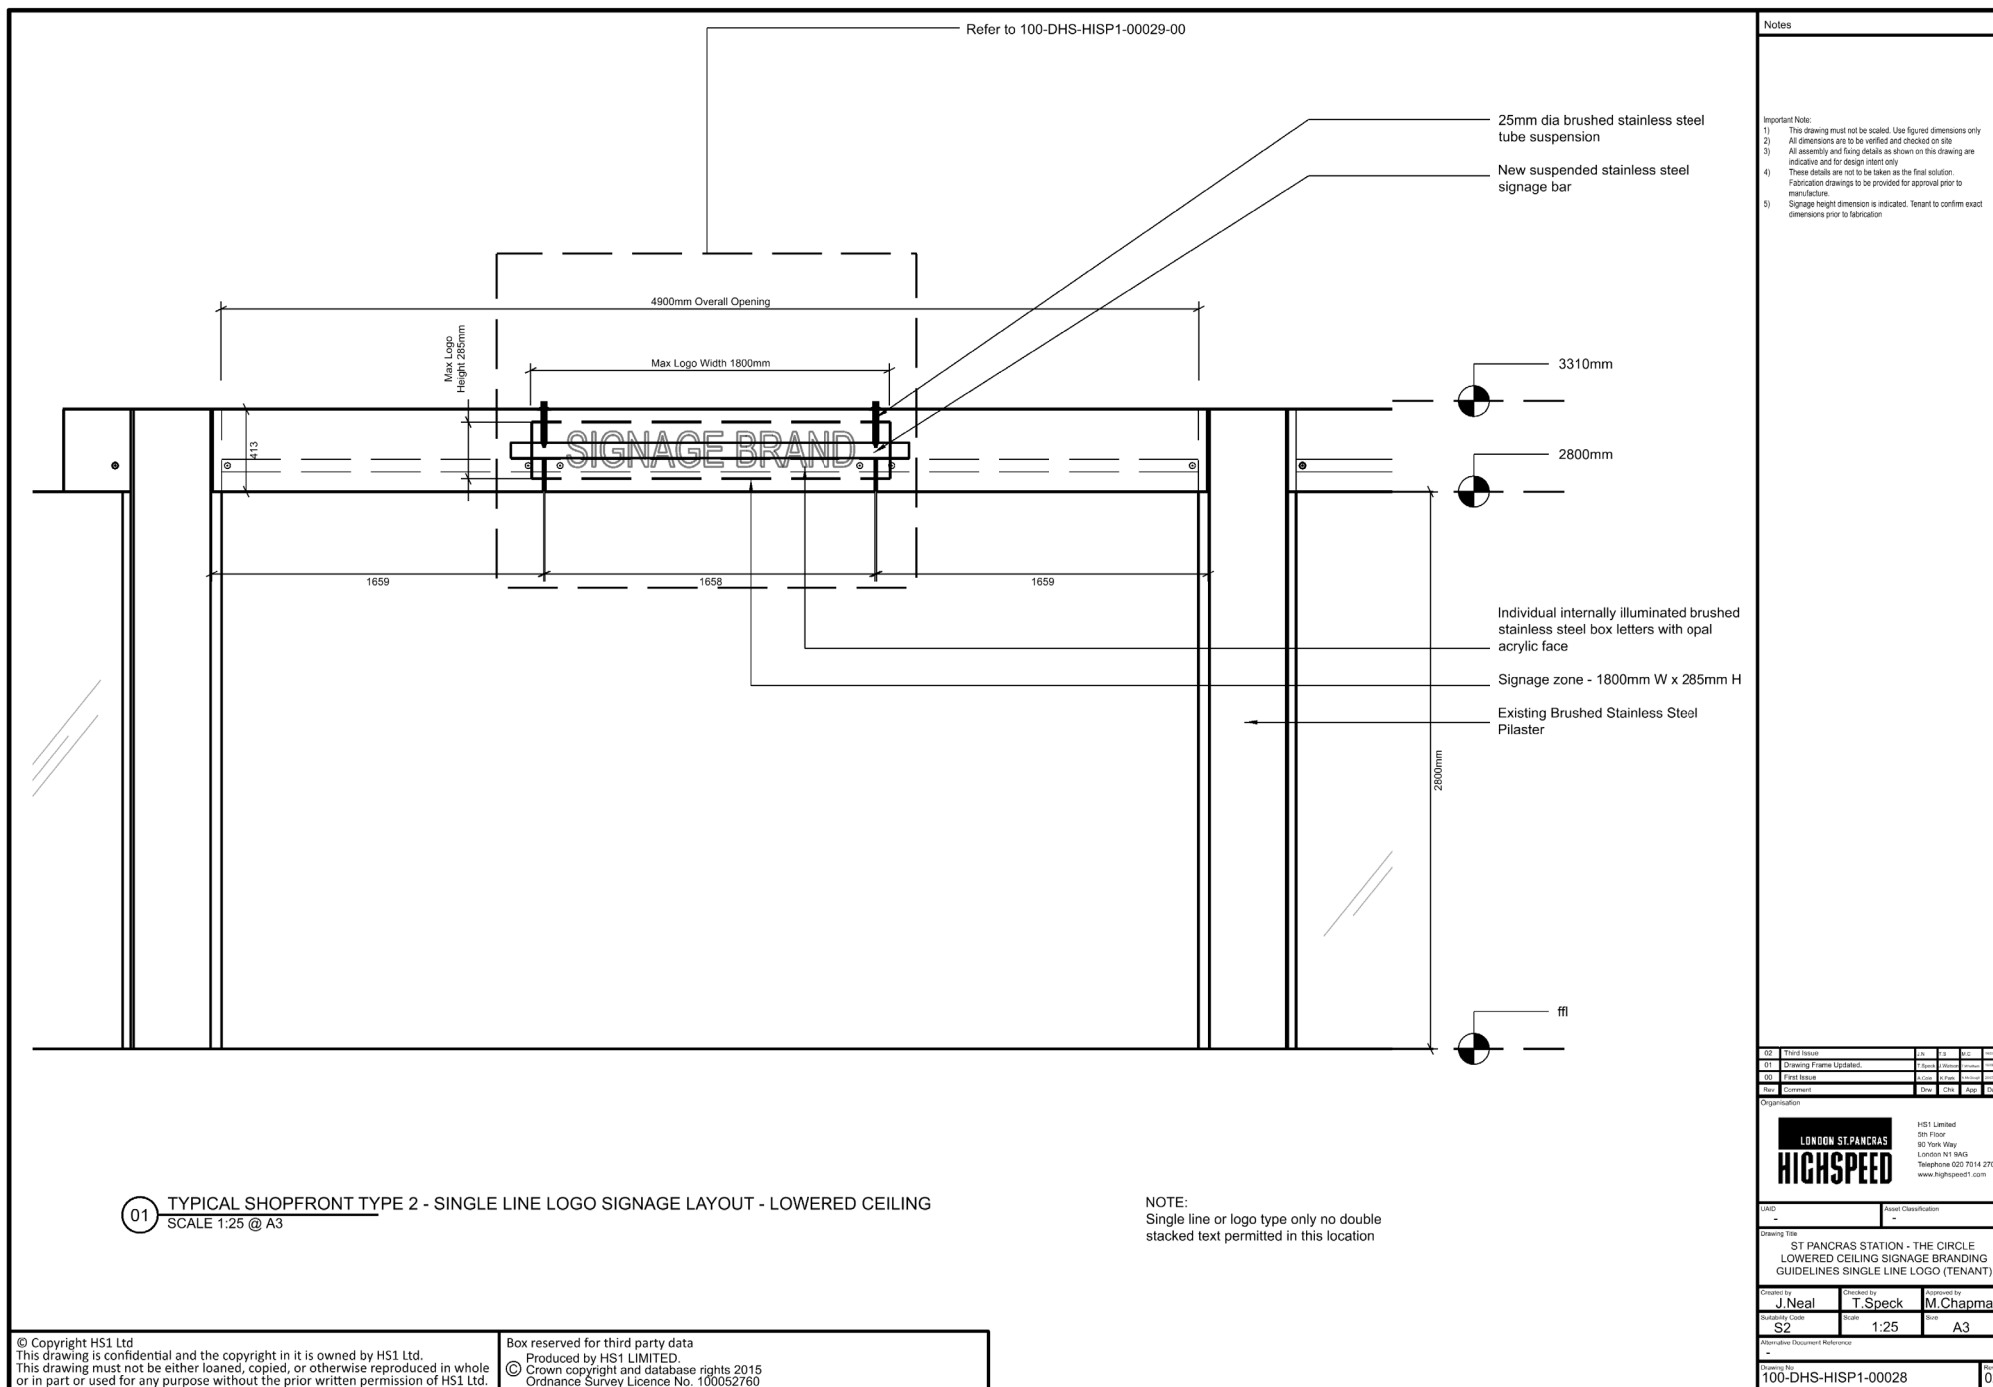 Refer to 100-DHS-HISP1-00029-00
25mm dia brushed stainless steel
tube suspension
New suspended stainless steel
signage bar
4900mm Overall Opening
Max Logo
Height 285mm
Max Logo Width 1800mm
3310mm
413
SIGNAGE BRAND
2800mm
1659
1658
1659
Individual internally illuminated brushed
stainless steel box letters with opal
acrylic face
Signage zone - 1800mm W x 285mm H
Existing Brushed Stainless Steel
Pilaster
2800mm
ffl
01
TYPICAL SHOPFRONT TYPE 2 - SINGLE LINE LOGO SIGNAGE LAYOUT - LOWERED CEILING
SCALE 1:25 @ A3
NOTE:
Single line or logo type only no double
stacked text permitted in this location
© Copyright HS1 Ltd
This drawing is confidential and the copyright in it is owned by HS1 Ltd.
This drawing must not be either loaned, copied, or otherwise reproduced in whole
or in part or used for any purpose without the prior written permission of HS1 Ltd.
Box reserved for third party data
Produced by HS1 LIMITED.
© Crown copyright and database rights 2015
Ordnance Survey Licence No. 100052760
Notes
Important Note:
1) This drawing must not be scaled. Use figured dimensions only
2) All dimensions are to be verified and checked on site
3) All assembly and fixing details as shown on this drawing are
indicative and for design intent only
4) These details are not to be taken as the final solution.
Fabrication drawings to be provided for approval prior to
manufacture.
5) Signage height dimension is indicated. Tenant to confirm exact
dimensions prior to fabrication
02 Third Issue J.N T.S M.C
01 Drawing Frame Updated. T.Speck J.Watson
00 First Issue A.Cole K.Park
Rev Comment Drw Chk App
Organisation
LONDON ST.PANCRAS
HIGHSPEED
HS1 Limited
5th Floor
90 York Way
London N1 9AG
Telephone 020 7014 270
www.highspeed1.com
UAID
-
Asset Classification
-
Drawing Title
ST PANCRAS STATION - THE CIRCLE
LOWERED CEILING SIGNAGE BRANDING
GUIDELINES SINGLE LINE LOGO (TENANT)
Created by
J.Neal
Checked by
T.Speck
Approved by
M.Chapma
Suitability Code
S2
Scale
1:25
Size
A3
Alternative Document Reference
-
Drawing No
100-DHS-HISP1-00028